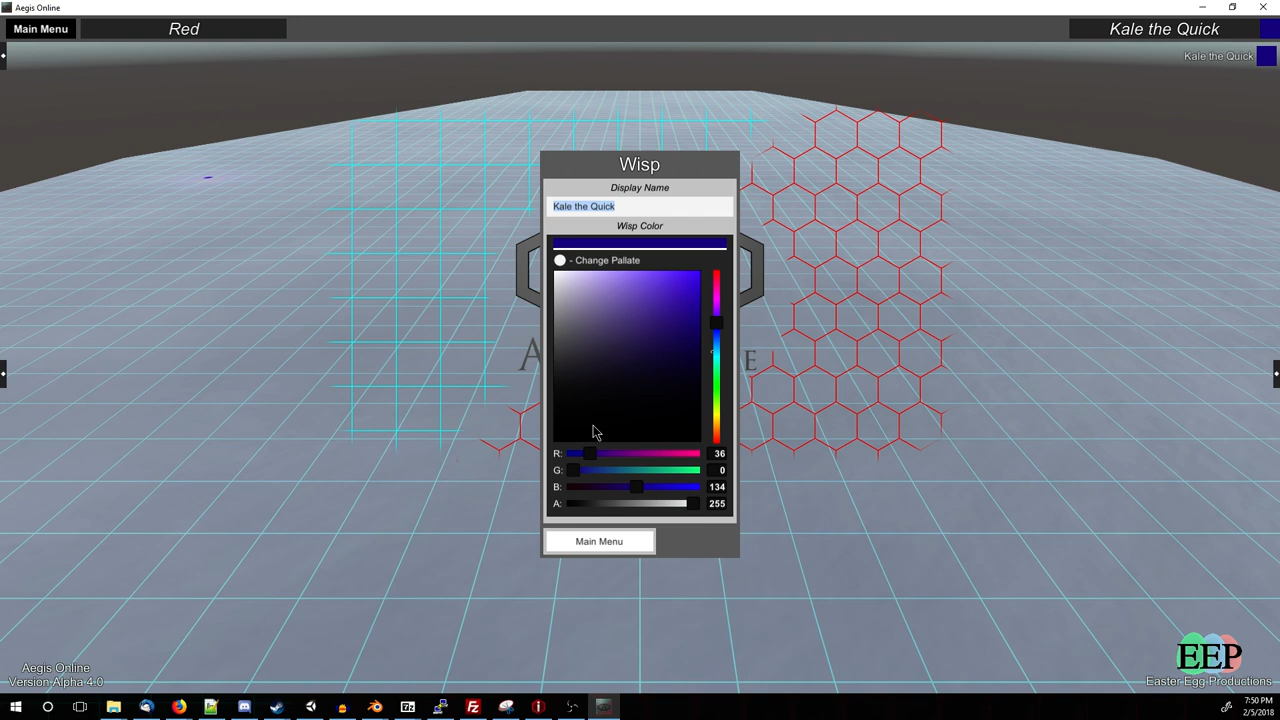 Aegis Online
Main Menu
Red
Kale the Quick
Kale the Quick
Wisp
Display Name
Kale the Quick
Wisp Color
- Change Pallate
A
E
R:
36
G:
0
B:
134
A:
255
Main Menu
Aegis Online
Version Alpha 4.0
EEP
Easter Egg Productions
7:50 PM
2/5/2018